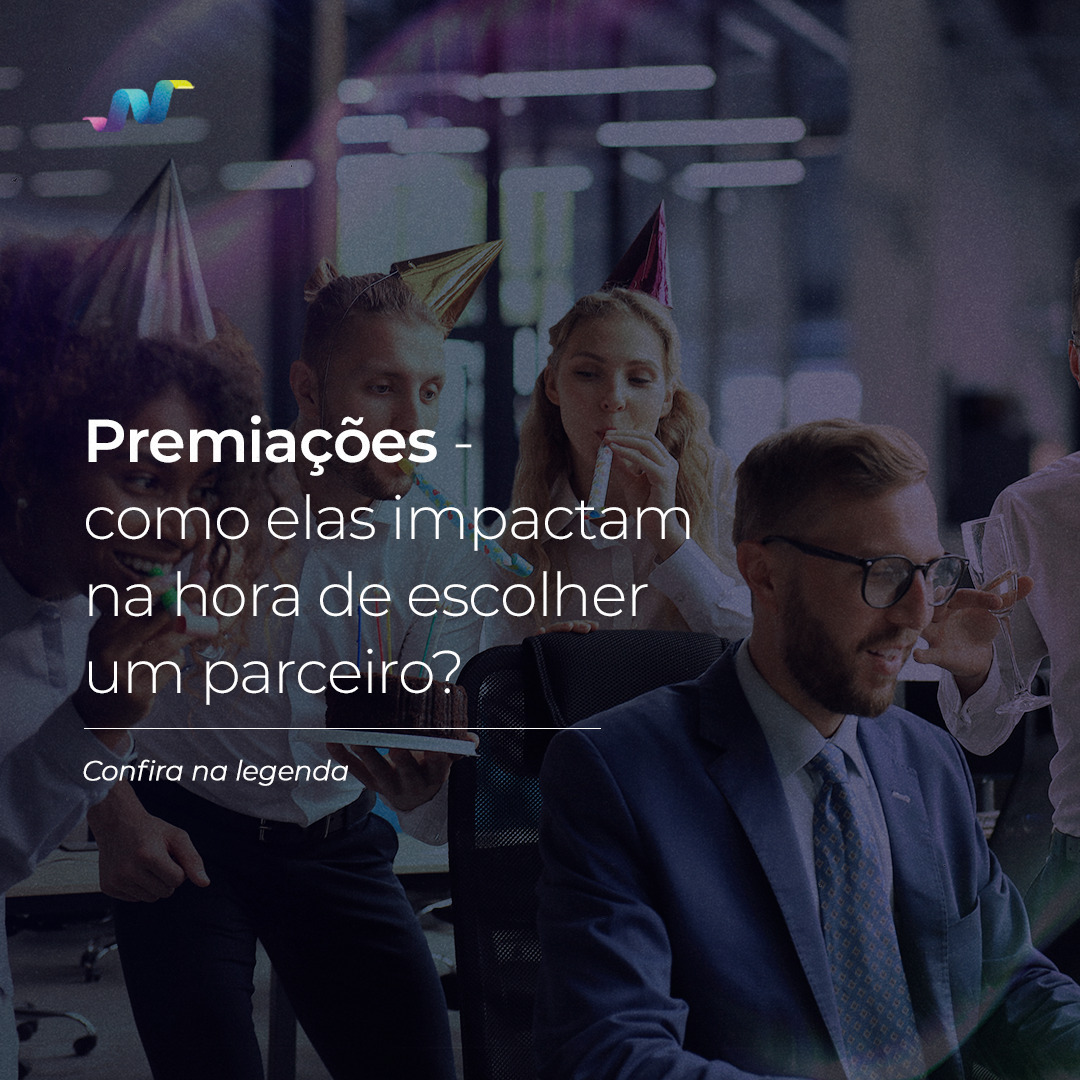 Premiações -
como elas impactam
na hora de escolher
um parceiro?
Confira na legenda